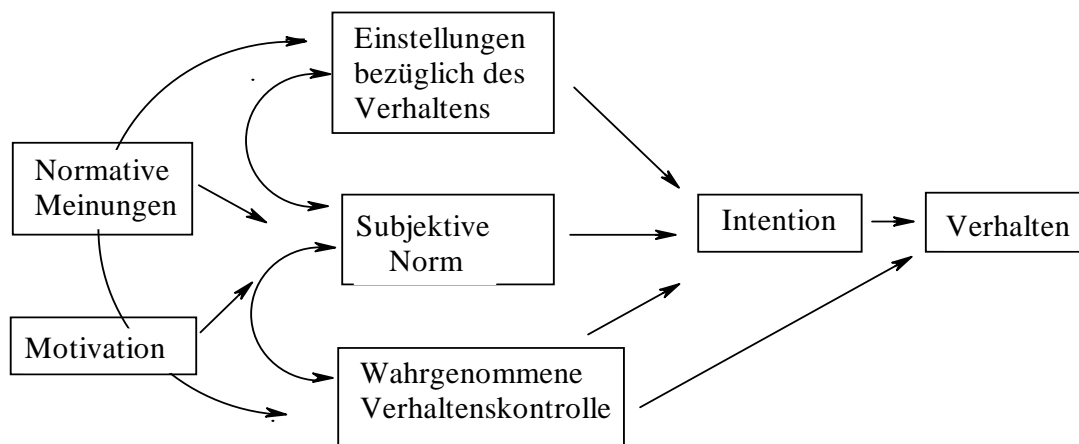 Einstellungen
bezüglich des
Verhaltens
Normative
Meinungen
Subjektive
Norm
Intention
Verhalten
Motivation
Wahrgenommene
Verhaltenskontrolle